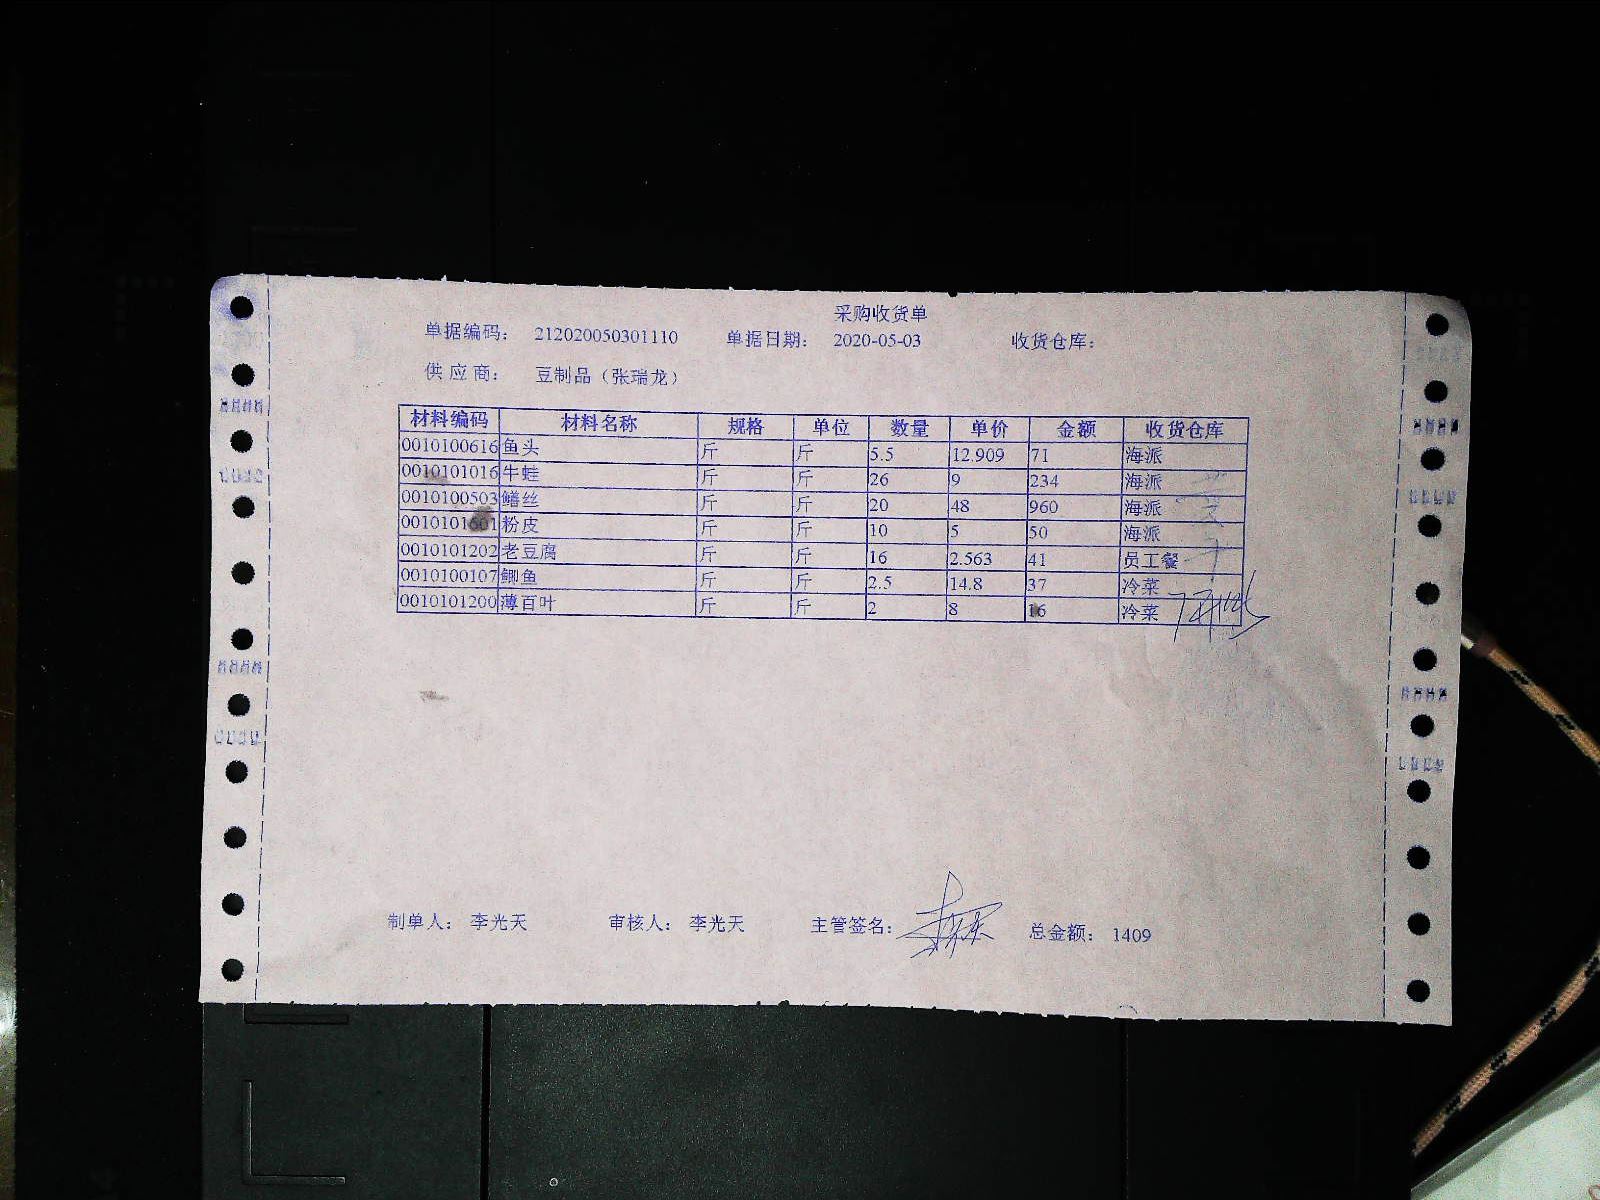 采购收货单
单据编码： 212020050301110 单据日期： 2020-05-03 收货仓库：
供应商： 豆制品（张瑞龙）
材料编码 材料名称 规格 单位 数量 单价 金额 收货仓库
0010100616 鱼头 斤 斤 5.5 12.909 71 海派
0010101016 牛蛙 斤 斤 26 9 234 海派
0010100503 鳝丝 斤 斤 20 48 960 海派
0010101601 粉皮 斤 斤 10 5 50 海派
0010101202 老豆腐 斤 斤 16 2.563 41 员工餐
0010100107 鲫鱼 斤 斤 2.5 14.8 37 冷菜
0010101200 薄百叶 斤 斤 2 8 16 冷菜
制单人： 李光天 审核人： 李光天 主管签名： 总金额： 1409